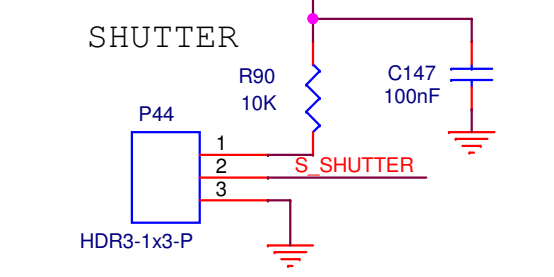 SHUTTER
R90
10K
C147
100nF
P44
1
2
3
S_SHUTTER
HDR3-1x3-P